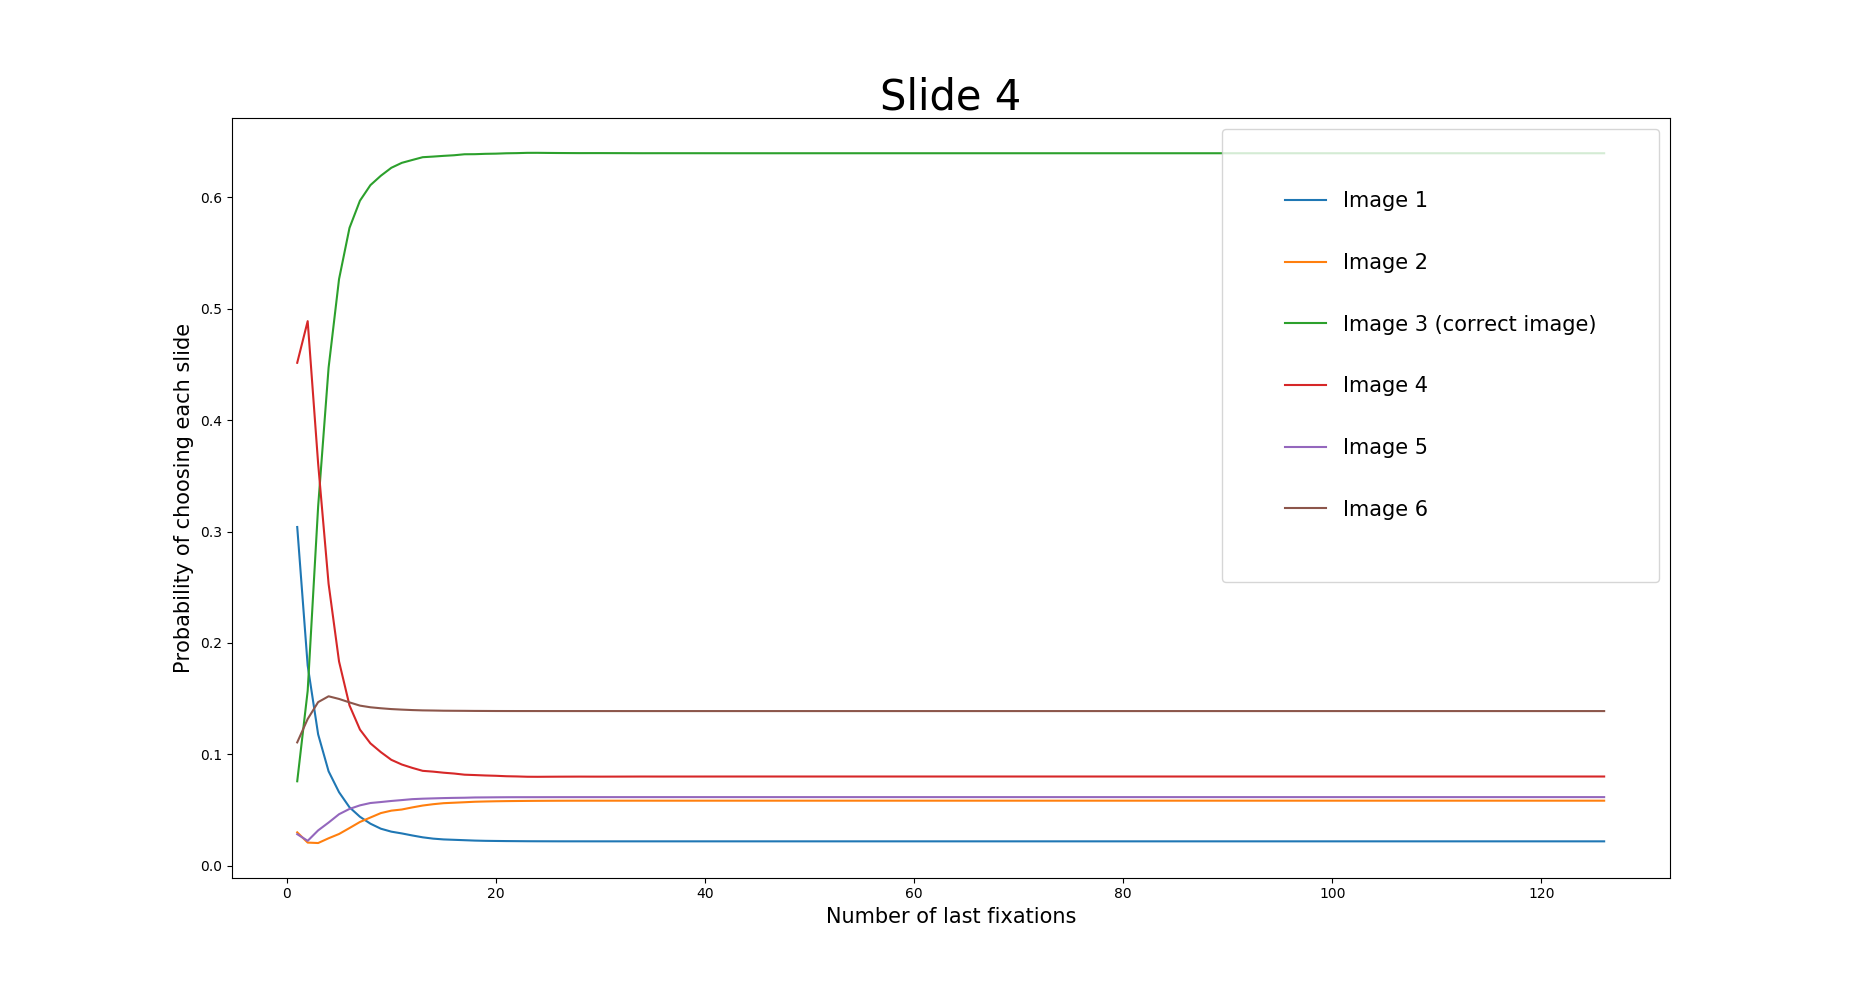 Slide 4
Probability of choosing each slide
0.6
0.5
0.4
0.3
0.2
0.1
0.0
0 20 40 60 80 100 120
Number of last fixations
Image 1
Image 2
Image 3 (correct image)
Image 4
Image 5
Image 6